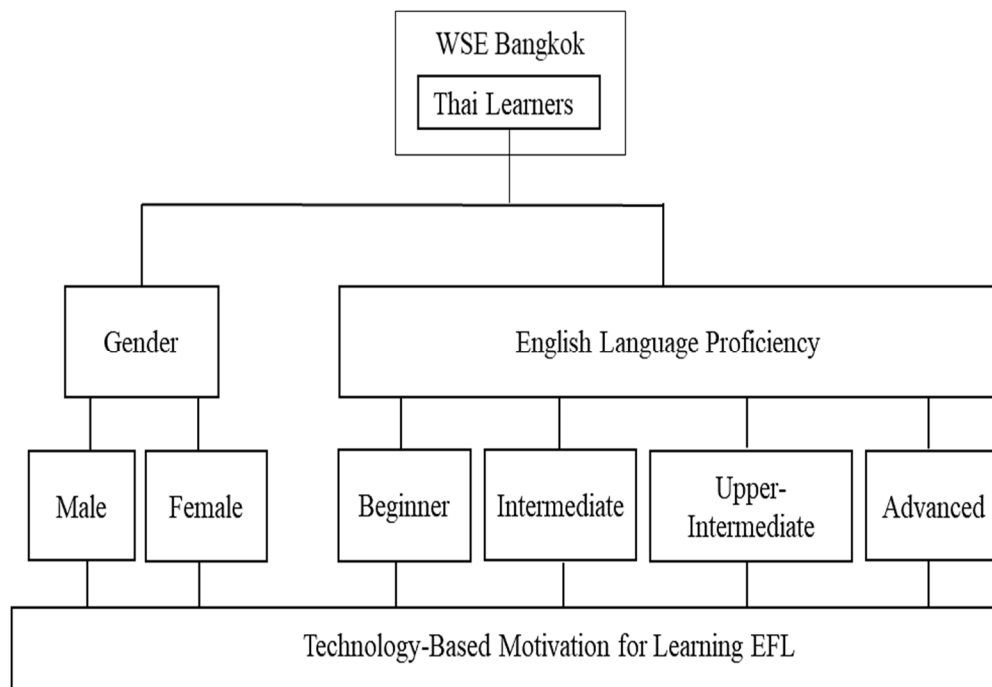 WSE Bangkok
Thai Learners
Gender
English Language Proficiency
Male
Female
Beginner
Intermediate
Upper-
Intermediate
Advanced
Technology-Based Motivation for Learning EFL